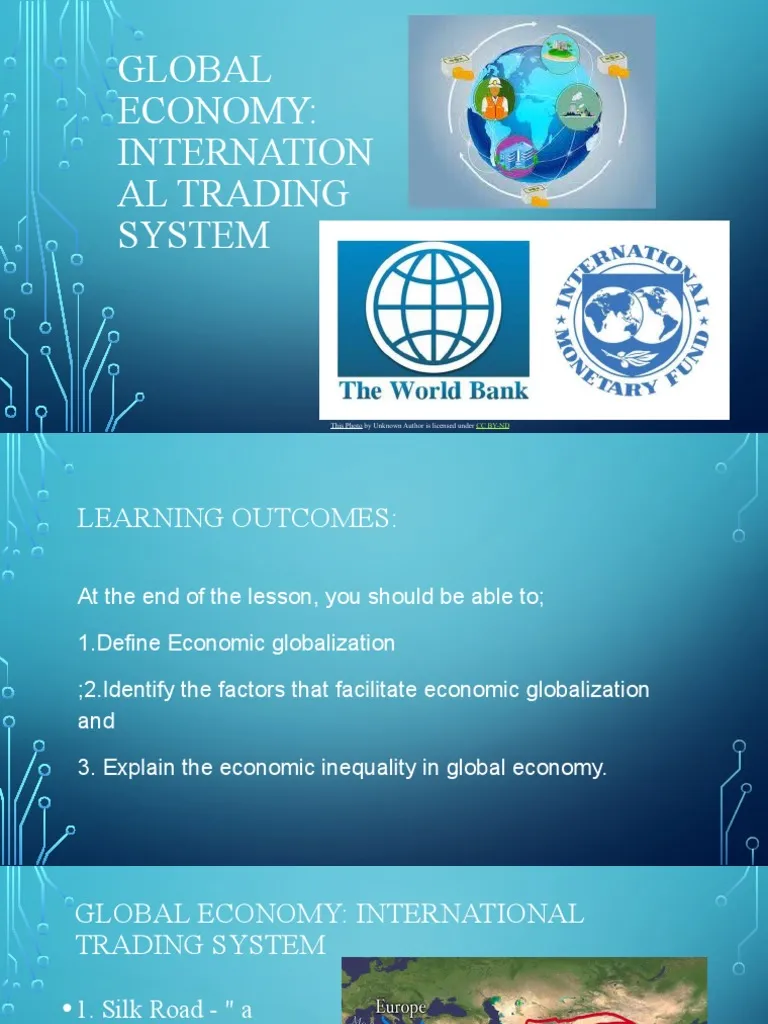 GLOBAL
ECONOMY:
INTERNATION
AL TRADING
SYSTEM
The World Bank
INTERNATIONAL
MONETARY FUND
This Photo by Unknown Author is licensed under CC BY-ND
LEARNING OUTCOMES:
At the end of the lesson, you should be able to;
1.Define Economic globalization
;2.Identify the factors that facilitate economic globalization
and
3. Explain the economic inequality in global economy.
GLOBAL ECONOMY: INTERNATIONAL
TRADING SYSTEM
•1. Silk Road - " a
Europe